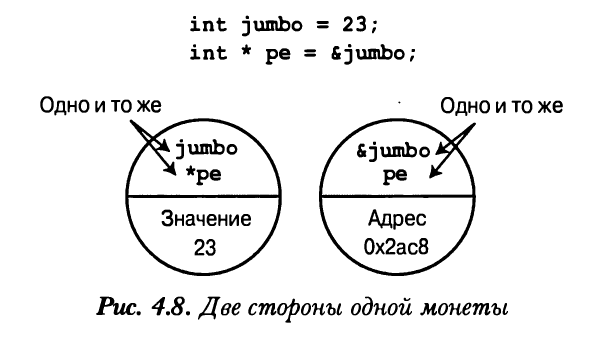 int jumbo = 23;
int * pe = &jumbo;
Одно и то же
Одно и то же
jumbo
*pe
&jumbo
pe
Значение
23
Адрес
0x2ac8
Рис. 4.8. Две стороны одной монеты